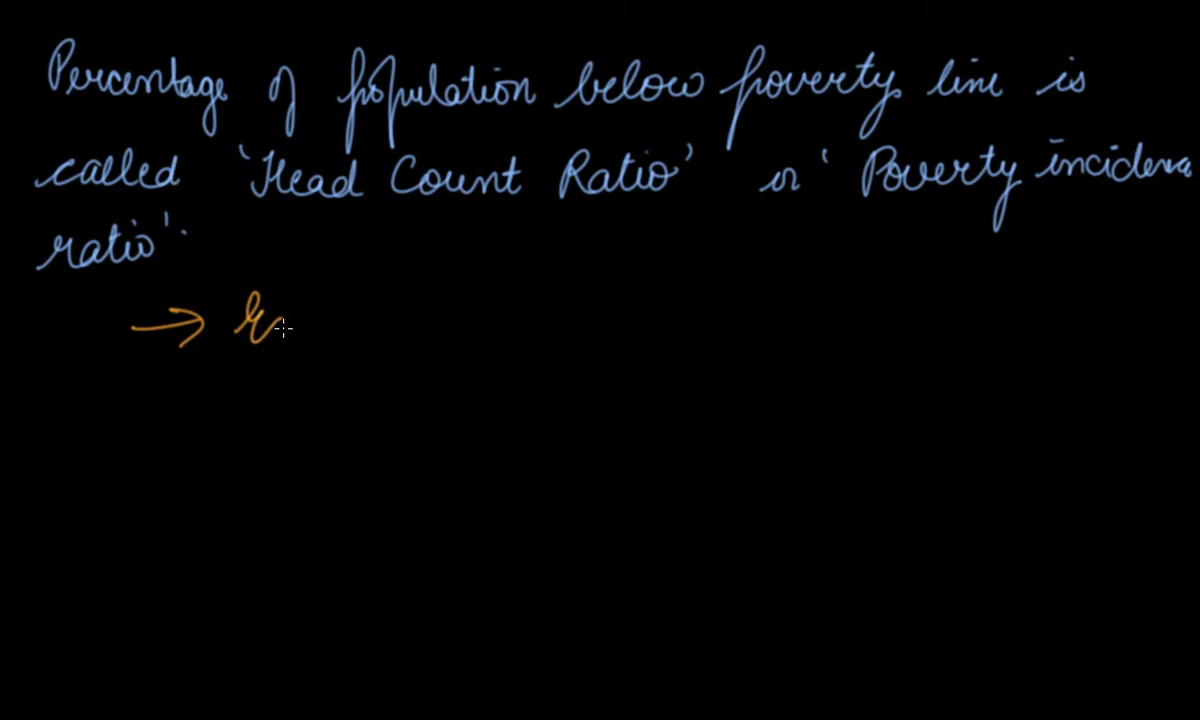 Percentage of population below poverty line is
called 'Head Count Ratio' or 'Poverty incidence
ratio'.
→